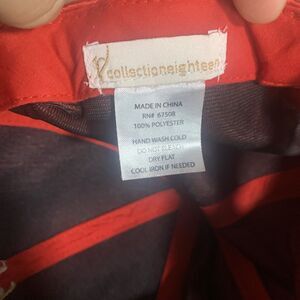 collectioneighteen
MADE IN CHINA
RN# 67508
100% POLYESTER
HAND WASH COLD
DO NOT BLEACH
DRY FLAT
COOL IRON IF NEEDED